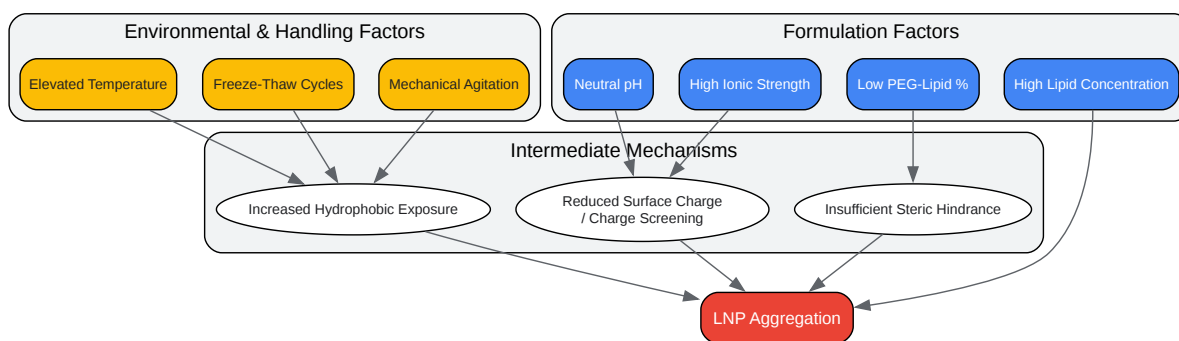 Environmental & Handling Factors
Formulation Factors
Elevated Temperature
Freeze-Thaw Cycles
Mechanical Agitation
Neutral pH
High Ionic Strength
Low PEG-Lipid %
High Lipid Concentration
Intermediate Mechanisms
Increased Hydrophobic Exposure
Reduced Surface Charge
/ Charge Screening
Insufficient Steric Hindrance
LNP Aggregation